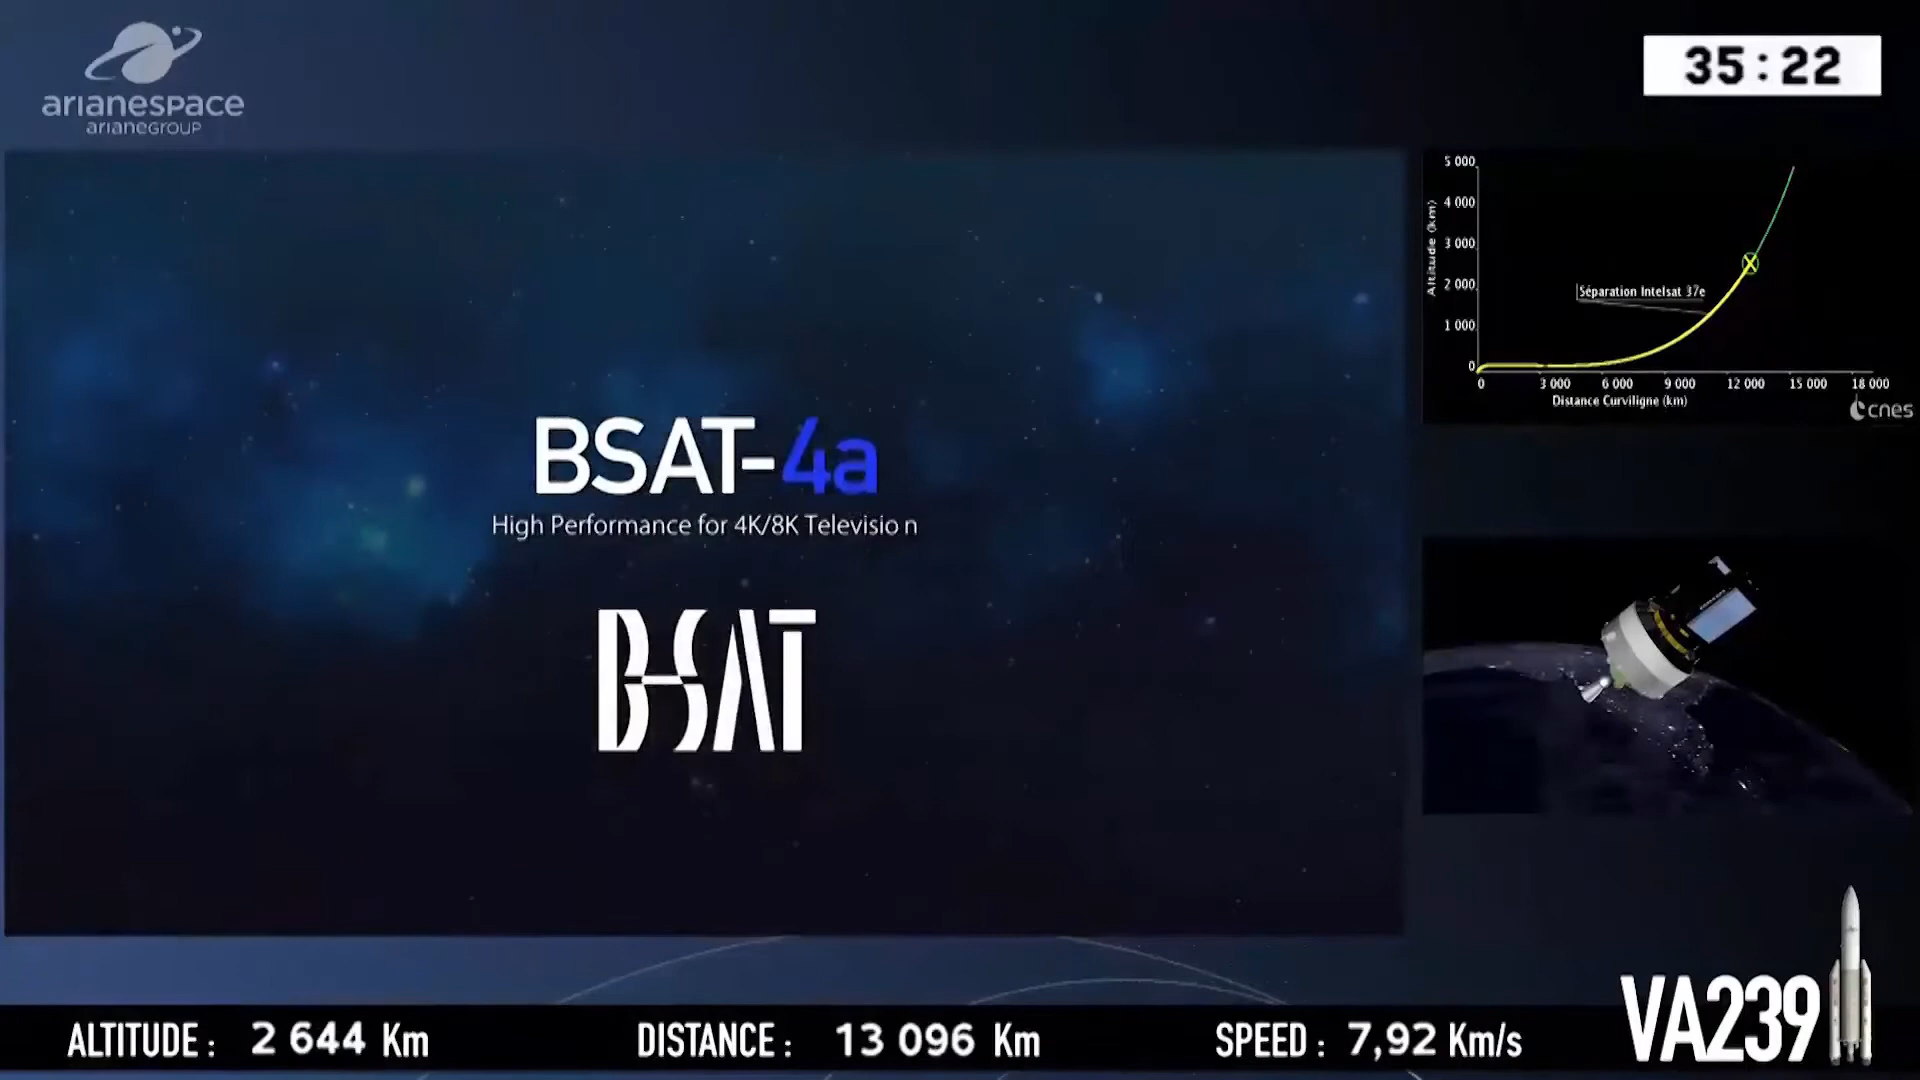 arianespace
arianeGROUP
35:22
5 000
4 000
3 000
2 000
1 000
0
Altitude (km)
Séparation Intelsat 37e
0 3 000 6 000 9 000 12 000 15 000 18 000
Distance Curviligne (km)
cnes
BSAT-4a
High Performance for 4K/8K Television
BSAT
ALTITUDE : 2 644 Km DISTANCE : 13 096 Km SPEED : 7,92 Km/s
VA239